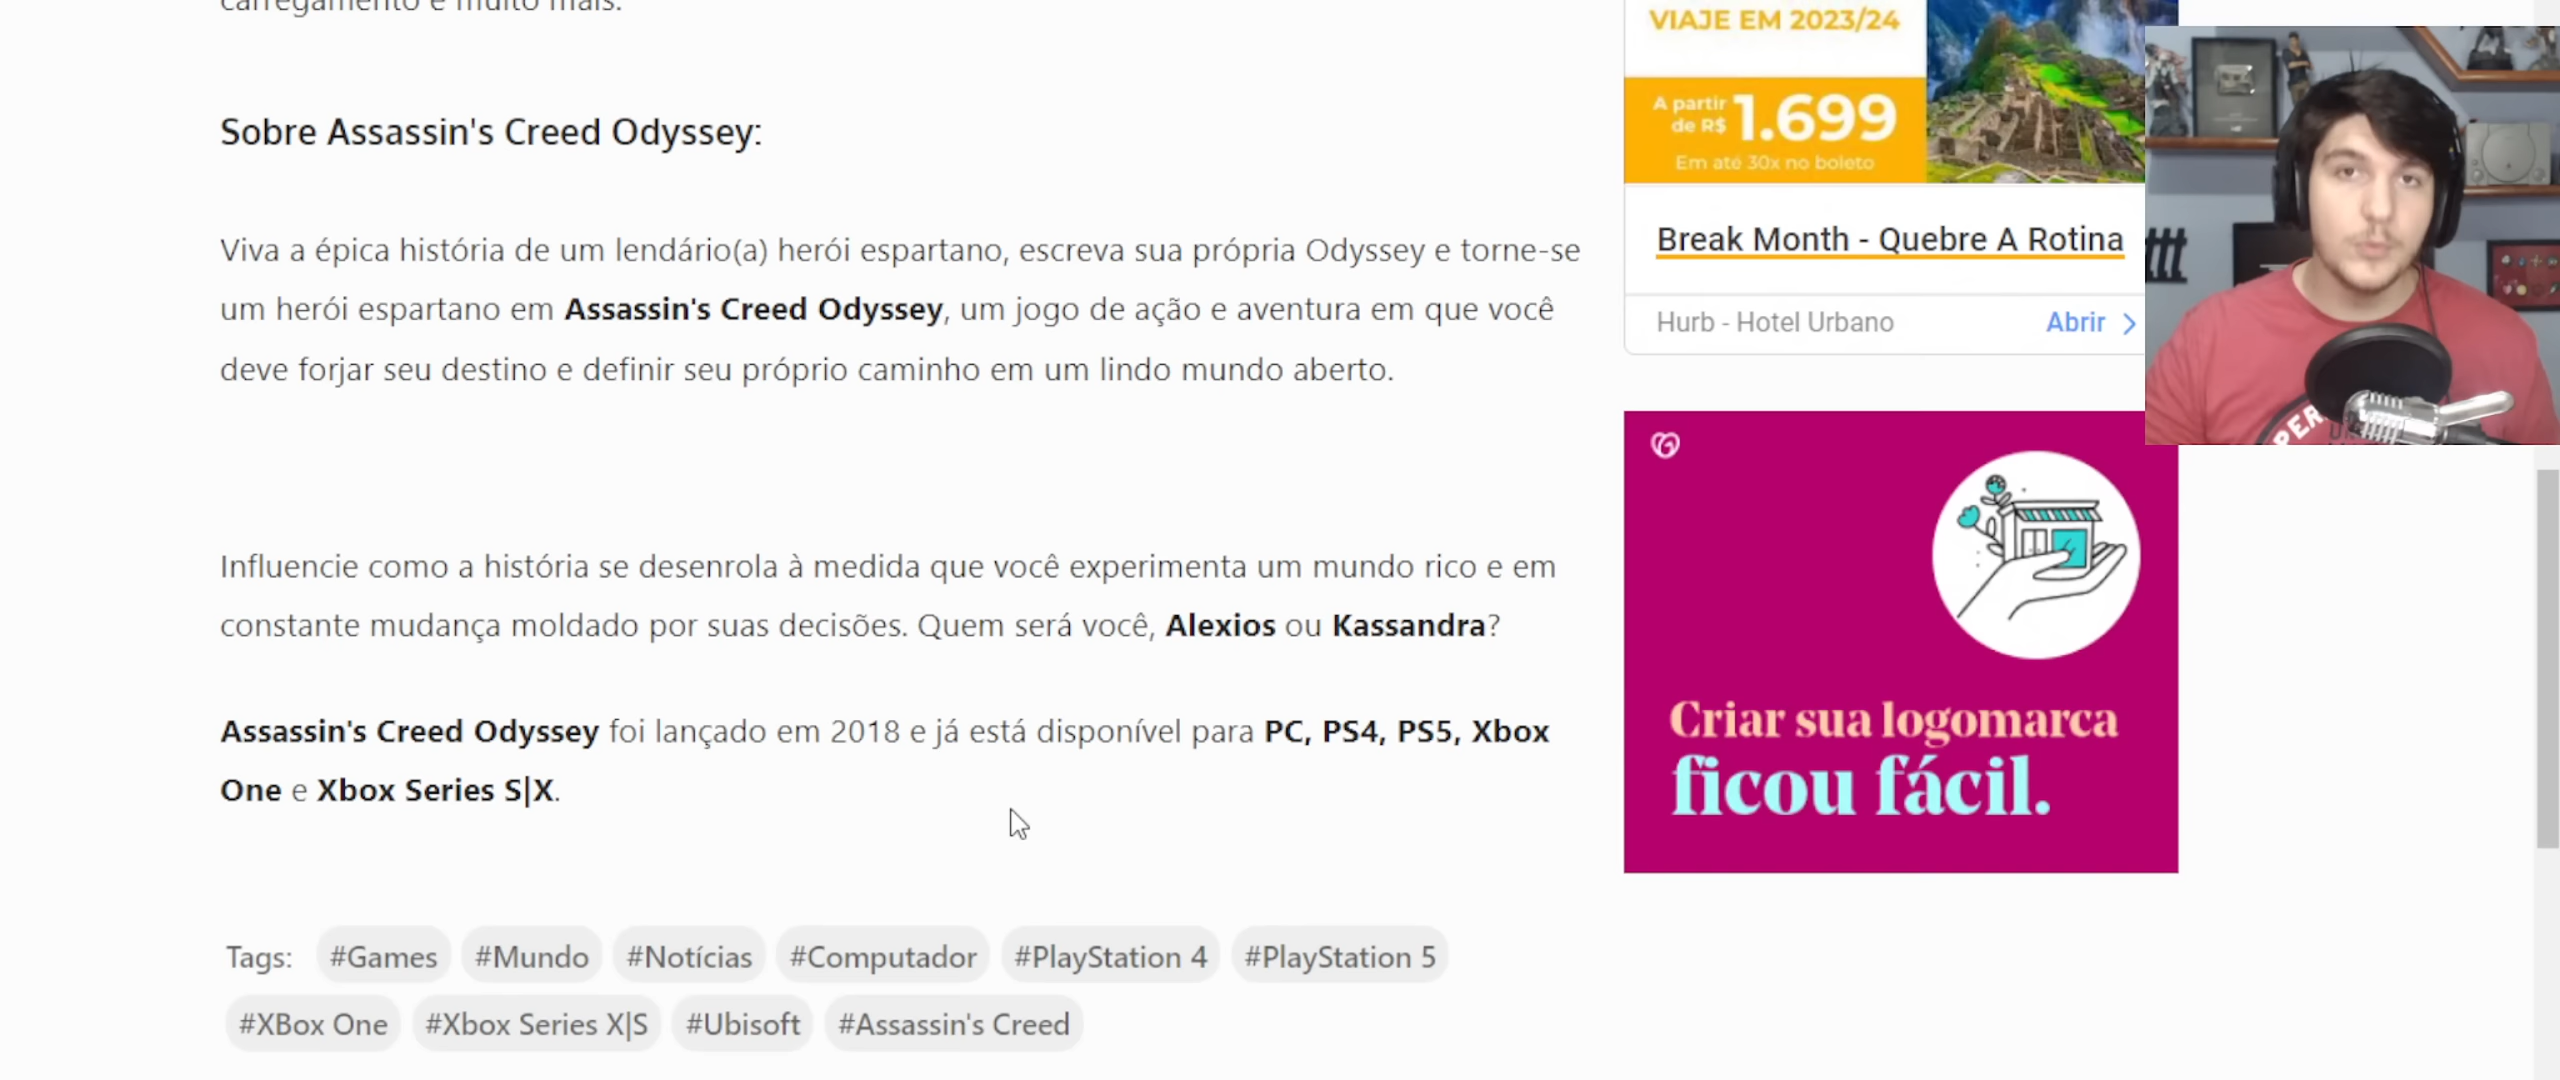 carregamento e muito mais.
Sobre Assassin's Creed Odyssey:
Viva a épica história de um lendário(a) herói espartano, escreva sua própria Odyssey e torne-se
um herói espartano em Assassin's Creed Odyssey, um jogo de ação e aventura em que você
deve forjar seu destino e definir seu próprio caminho em um lindo mundo aberto.
Influencie como a história se desenrola à medida que você experimenta um mundo rico e em
constante mudança moldado por suas decisões. Quem será você, Alexios ou Kassandra?
Assassin's Creed Odyssey foi lançado em 2018 e já está disponível para PC, PS4, PS5, Xbox
One e Xbox Series S|X.
Tags: #Games #Mundo #Notícias #Computador #PlayStation 4 #PlayStation 5
#XBox One #Xbox Series X|S #Ubisoft #Assassin's Creed
VIAJE EM 2023/24
A partir
de R$ 1.699
Em até 30x no boleto
Break Month - Quebre A Rotina
Hurb - Hotel Urbano Abrir
Criar sua logomarca
ficou fácil.